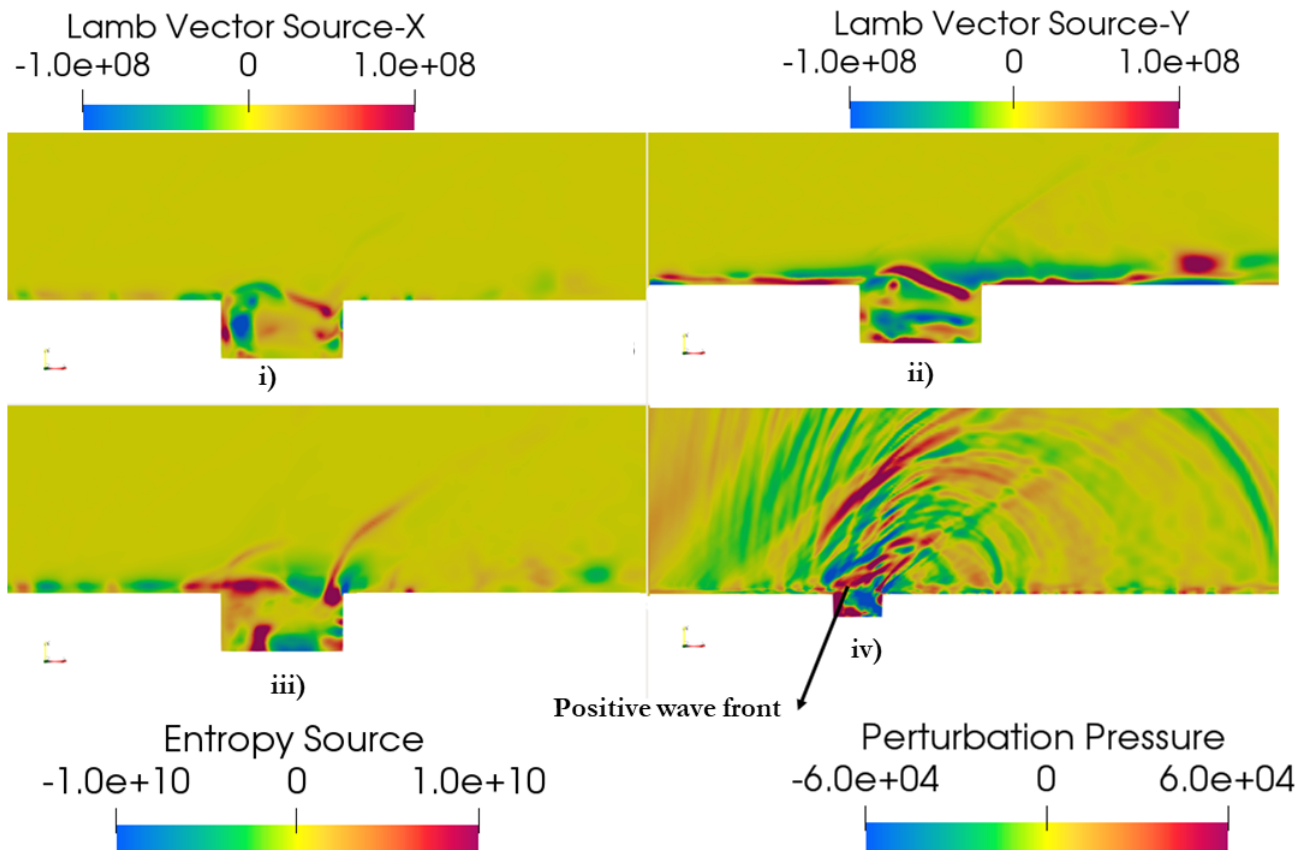 Lamb Vector Source-X
-1.0e+08 0 1.0e+08
Lamb Vector Source-Y
-1.0e+08 0 1.0e+08
i)
ii)
iii)
iv)
Positive wave front
Entropy Source
-1.0e+10 0 1.0e+10
Perturbation Pressure
-6.0e+04 0 6.0e+04